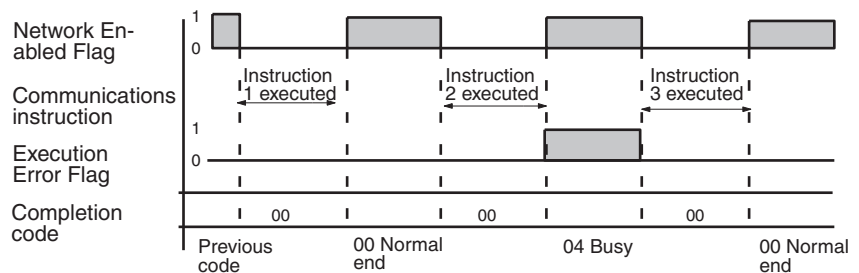 Network En-
abled Flag
1
0
Instruction
1 executed
Instruction
2 executed
Instruction
3 executed
Communications
instruction
1
0
Execution
Error Flag
Completion
code
00
00
00
Previous
code
00 Normal
end
04 Busy
00 Normal
end